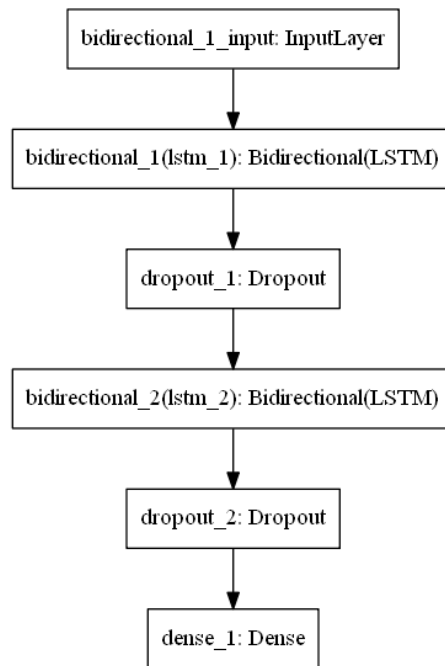 bidirectional_1_input: InputLayer
bidirectional_1(lstm_1): Bidirectional(LSTM)
dropout_1: Dropout
bidirectional_2(lstm_2): Bidirectional(LSTM)
dropout_2: Dropout
dense_1: Dense